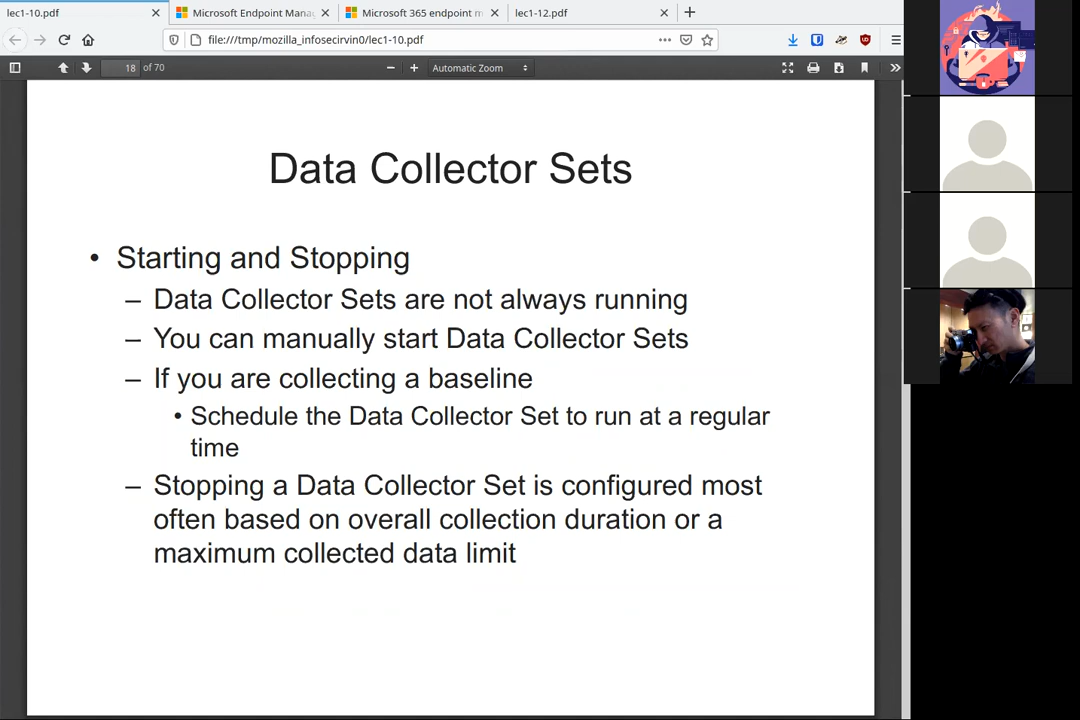 lec1-10.pdf
Microsoft Endpoint Mana
Microsoft 365 endpoint m
lec1-12.pdf
file:///tmp/mozilla_infosecirvin0/lec1-10.pdf
18 of 70
Automatic Zoom
Data Collector Sets
• Starting and Stopping
– Data Collector Sets are not always running
– You can manually start Data Collector Sets
– If you are collecting a baseline
• Schedule the Data Collector Set to run at a regular
time
– Stopping a Data Collector Set is configured most
often based on overall collection duration or a
maximum collected data limit